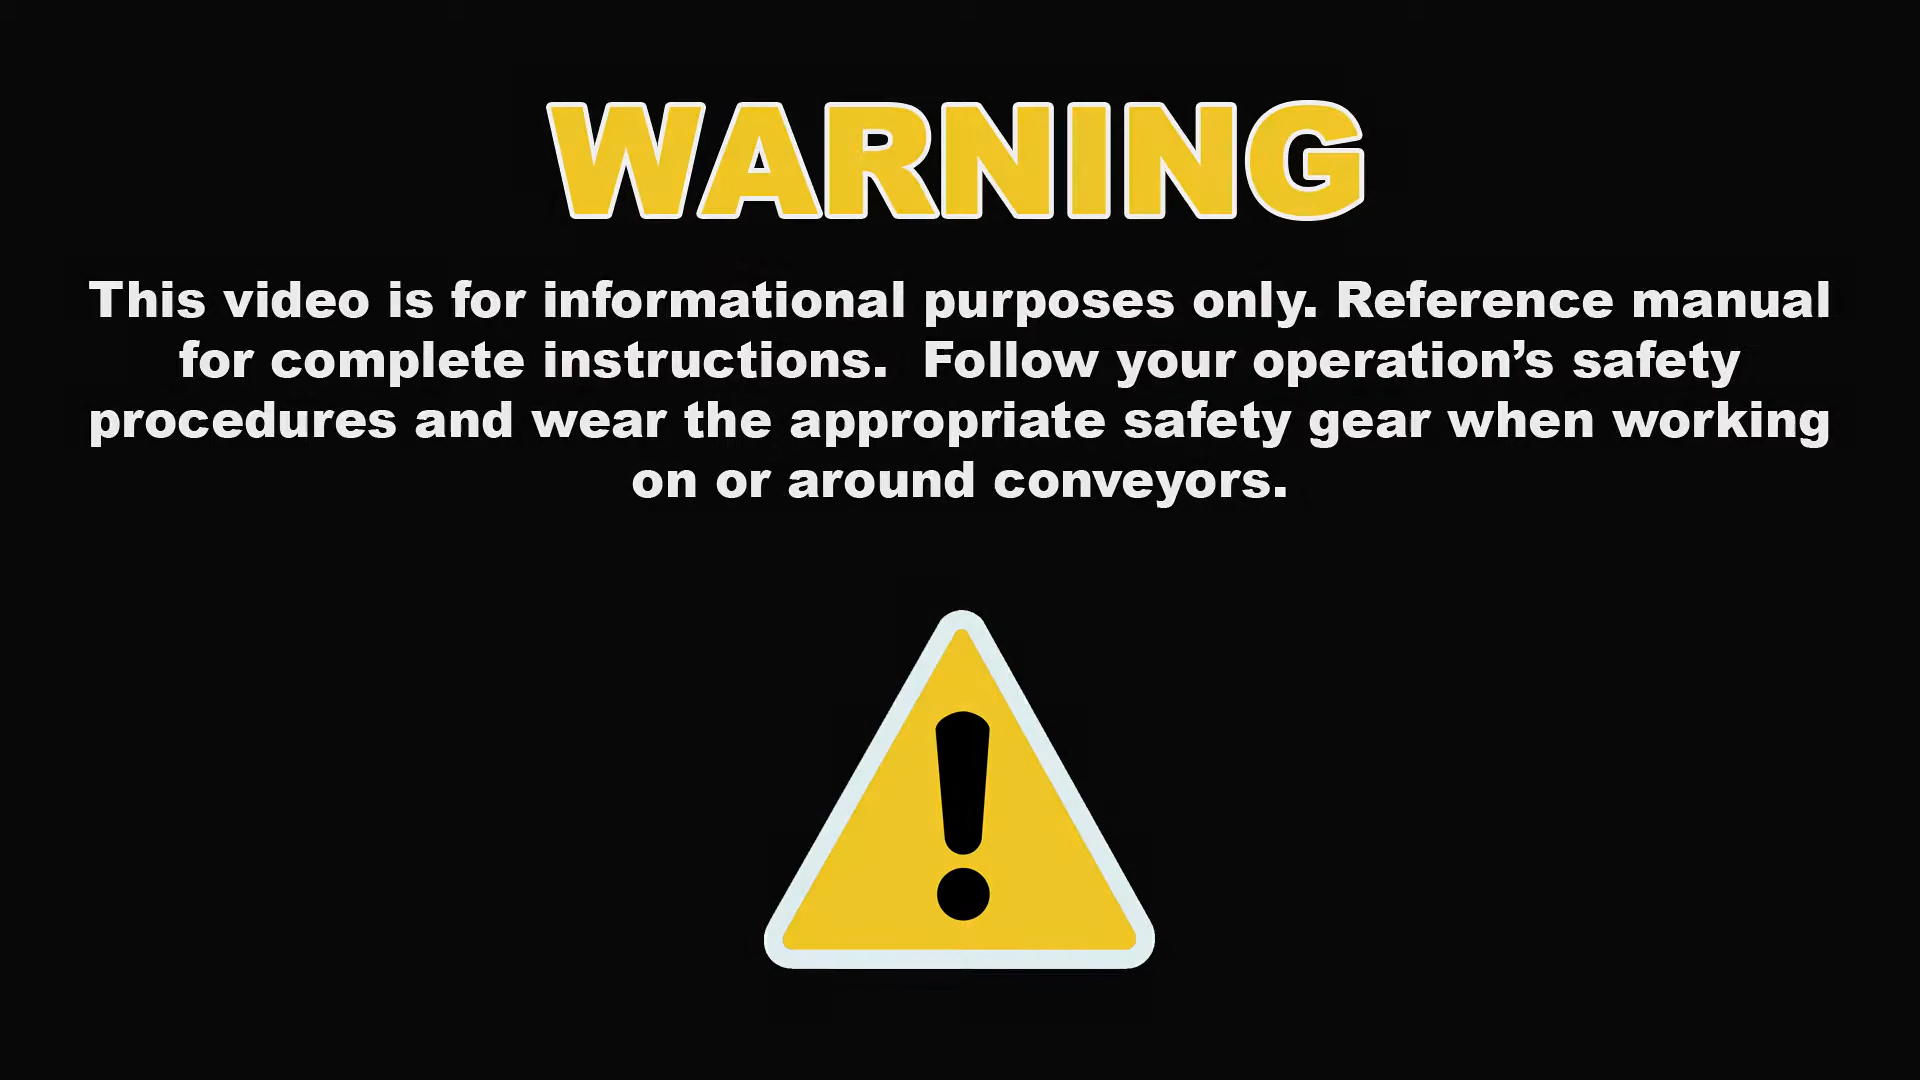 WARNING
This video is for informational purposes only. Reference manual
for complete instructions.  Follow your operation’s safety
procedures and wear the appropriate safety gear when working
on or around conveyors.